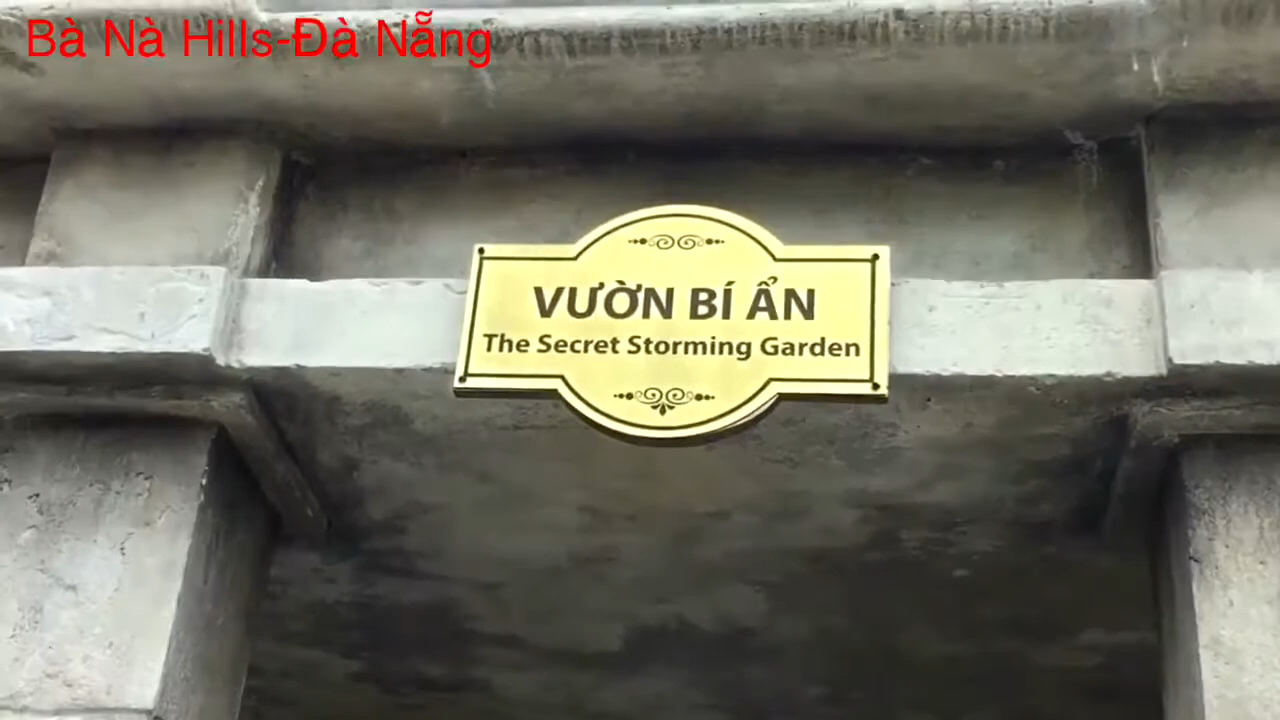 Bà Nà Hills-Đà Nẵng
VƯỜN BÍ ẨN
The Secret Storming Garden